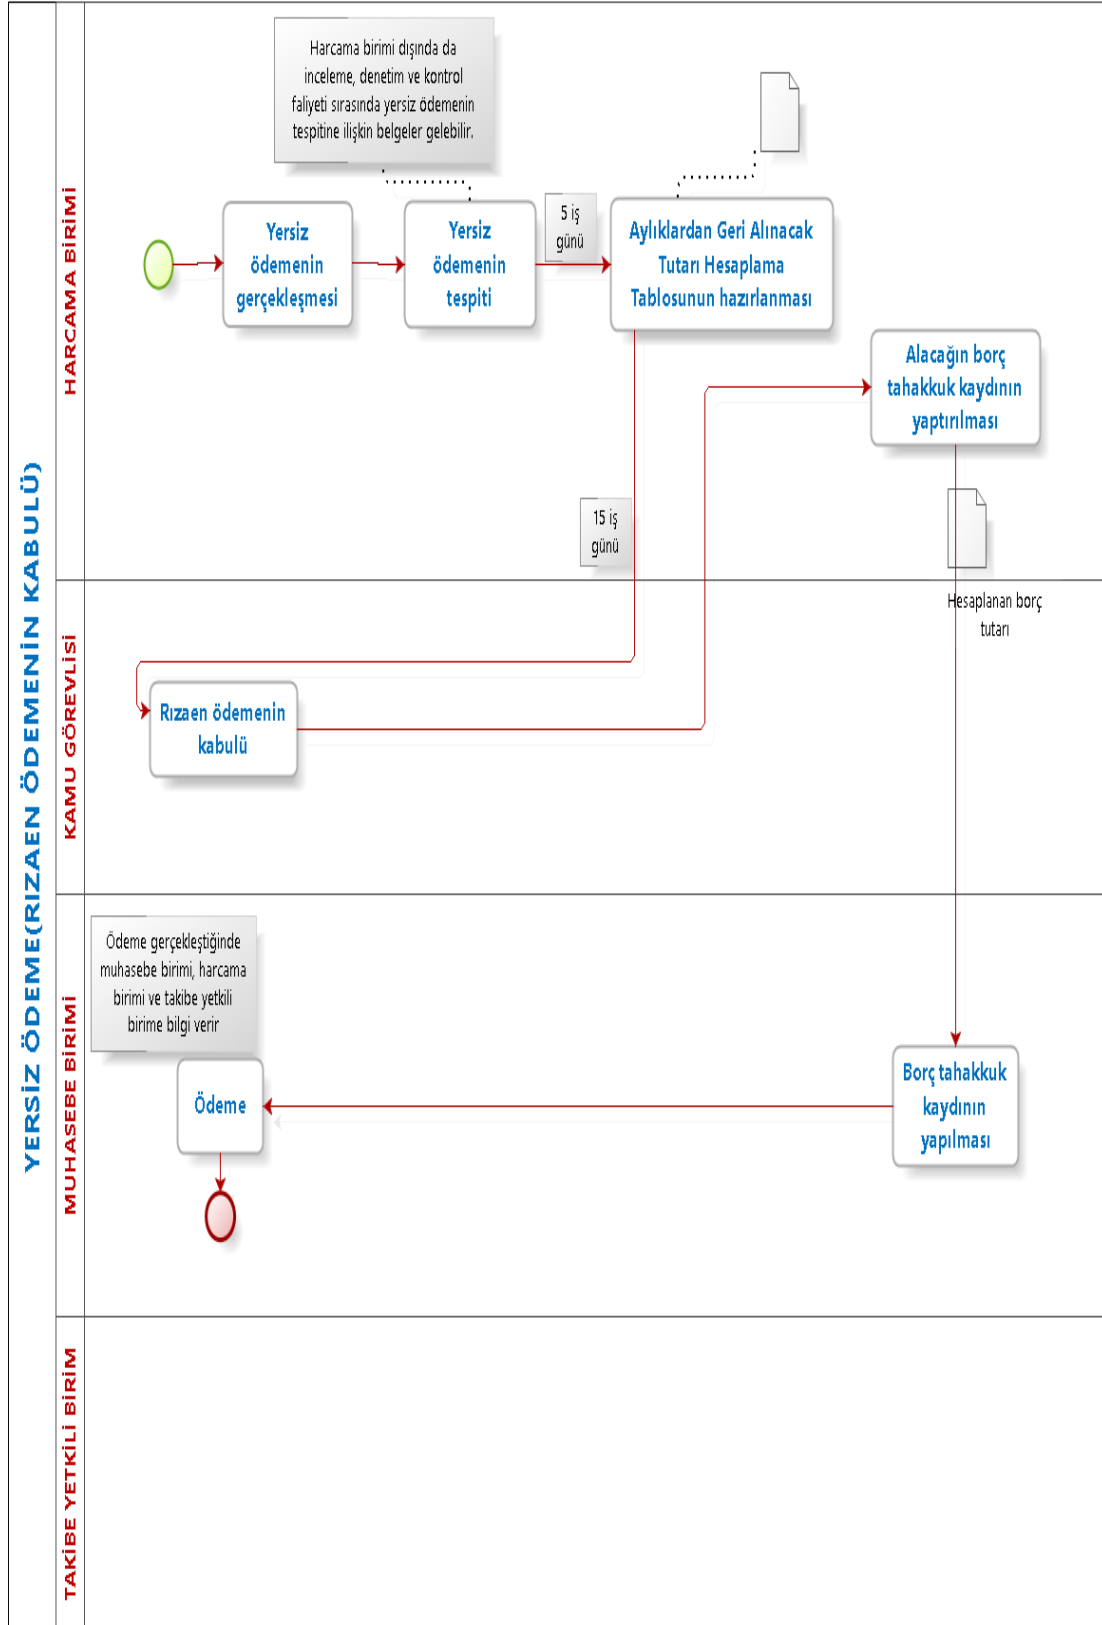 YERSİZ ÖDEME(RIZAEN ÖDEMENİN KABULÜ)
HARCAMA BİRİMİ
Harcama birimi dışında da
inceleme, denetim ve kontrol
faliyeti sırasında yersiz ödemenin
tespitine ilişkin belgeler gelebilir.
Yersiz
ödemenin
gerçekleşmesi
Yersiz
ödemenin
tespiti
5 iş
günü
Aylıklardan Geri Alınacak
Tutarı Hesaplama
Tablosunun hazırlanması
Alacağın borç
tahakkuk kaydının
yaptırılması
15 iş
günü
Hesaplanan borç
tutarı
KAMU GÖREVLİSİ
Rızaen ödemenin
kabulü
MUHASEBE BİRİMİ
Ödeme gerçekleştiğinde
muhasebe birimi, harcama
birimi ve takibe yetkili
birime bilgi verir
Ödeme
Borç tahakkuk
kaydının
yapılması
TAKİBE YETKİLİ BİRİM